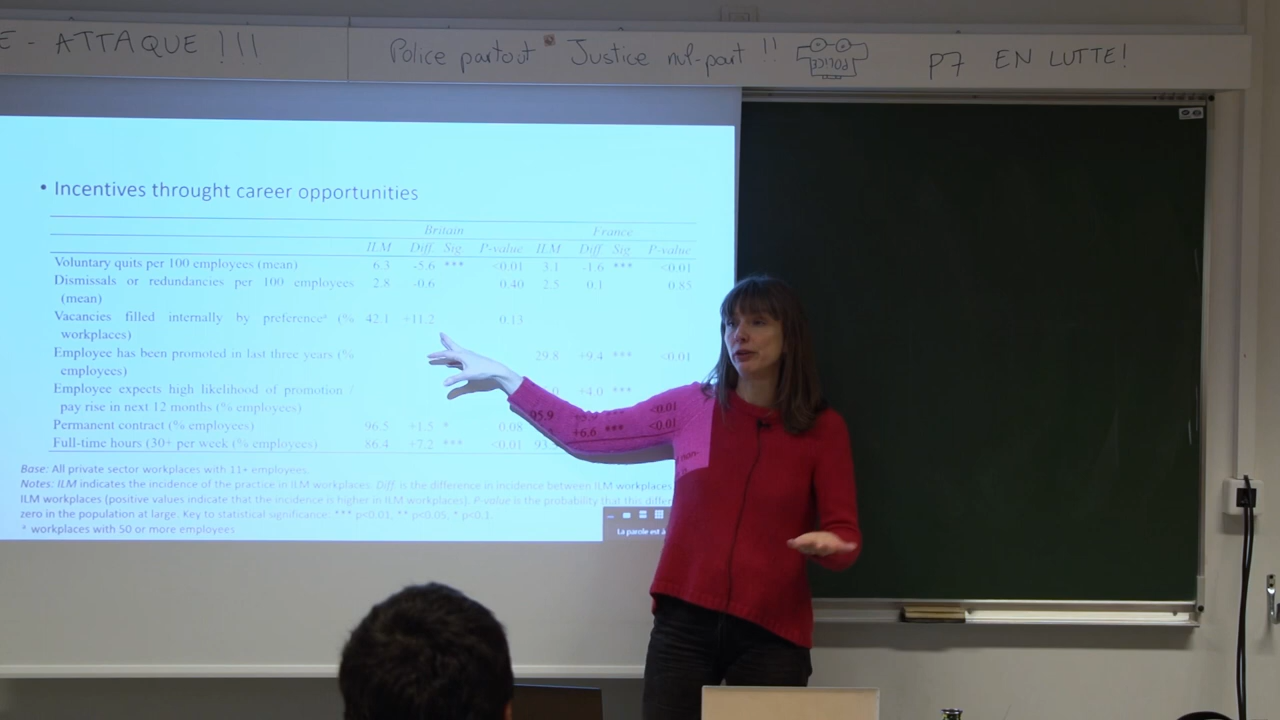 E - ATTAQUE !!!
Police partout Justice nul-part !!
POLICE
P7 EN LUTTE!
• Incentives throught career opportunities
Britain France
ILM Diff. Sig. P-value ILM Diff. Sig. P-value
Voluntary quits per 100 employees (mean) 6.3 -5.6 *** <0.01 3.1 -1.6 *** <0.01
Dismissals or redundancies per 100 employees 2.8 -0.6 0.40 2.5 0.1 0.85
(mean)
Vacancies filled internally by preferenceª (% 42.1 +11.2 0.13
workplaces)
Employee has been promoted in last three years (% 29.8 +9.4 *** <0.01
employees)
Employee expects high likelihood of promotion / +4.0 ***
pay rise in next 12 months (% employees) <0.01
Permanent contract (% employees) 96.5 +1.5 * 0.08 95.9 *** <0.01
Full-time hours (30+ per week (% employees) 86.4 +7.2 *** <0.01 93. +6.6 *** <0.01
Base: All private sector workplaces with 11+ employees.
Notes: ILM indicates the incidence of the practice in ILM workplaces. Diff. is the difference in incidence between ILM workplaces non-
ILM workplaces (positive values indicate that the incidence is higher in ILM workplaces). P-value is the probability that this differ
zero in the population at large. Key to statistical significance: *** p<0.01, ** p<0.05, * p<0.1.
ª workplaces with 50 or more employees
La parole est à